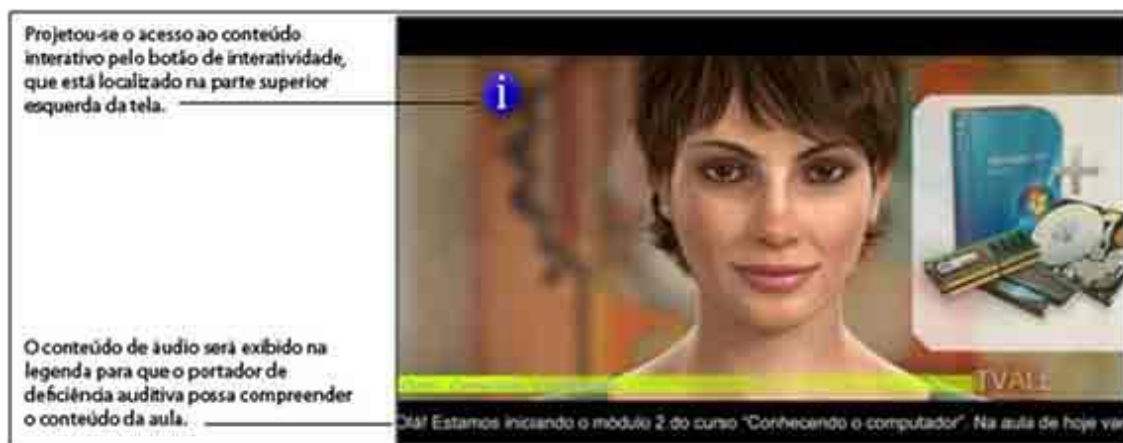 Projetou-se o acesso ao conteúdo
interativo pelo botão de interatividade,
que está localizado na parte superior
esquerda da tela.
i
O conteúdo de áudio será exibido na
legenda para que o portador de
deficiência auditiva possa compreender
o conteúdo da aula.
TVALL
Olá! Estamos iniciando o módulo 2 do curso "Conhecendo o computador". Na aula de hoje